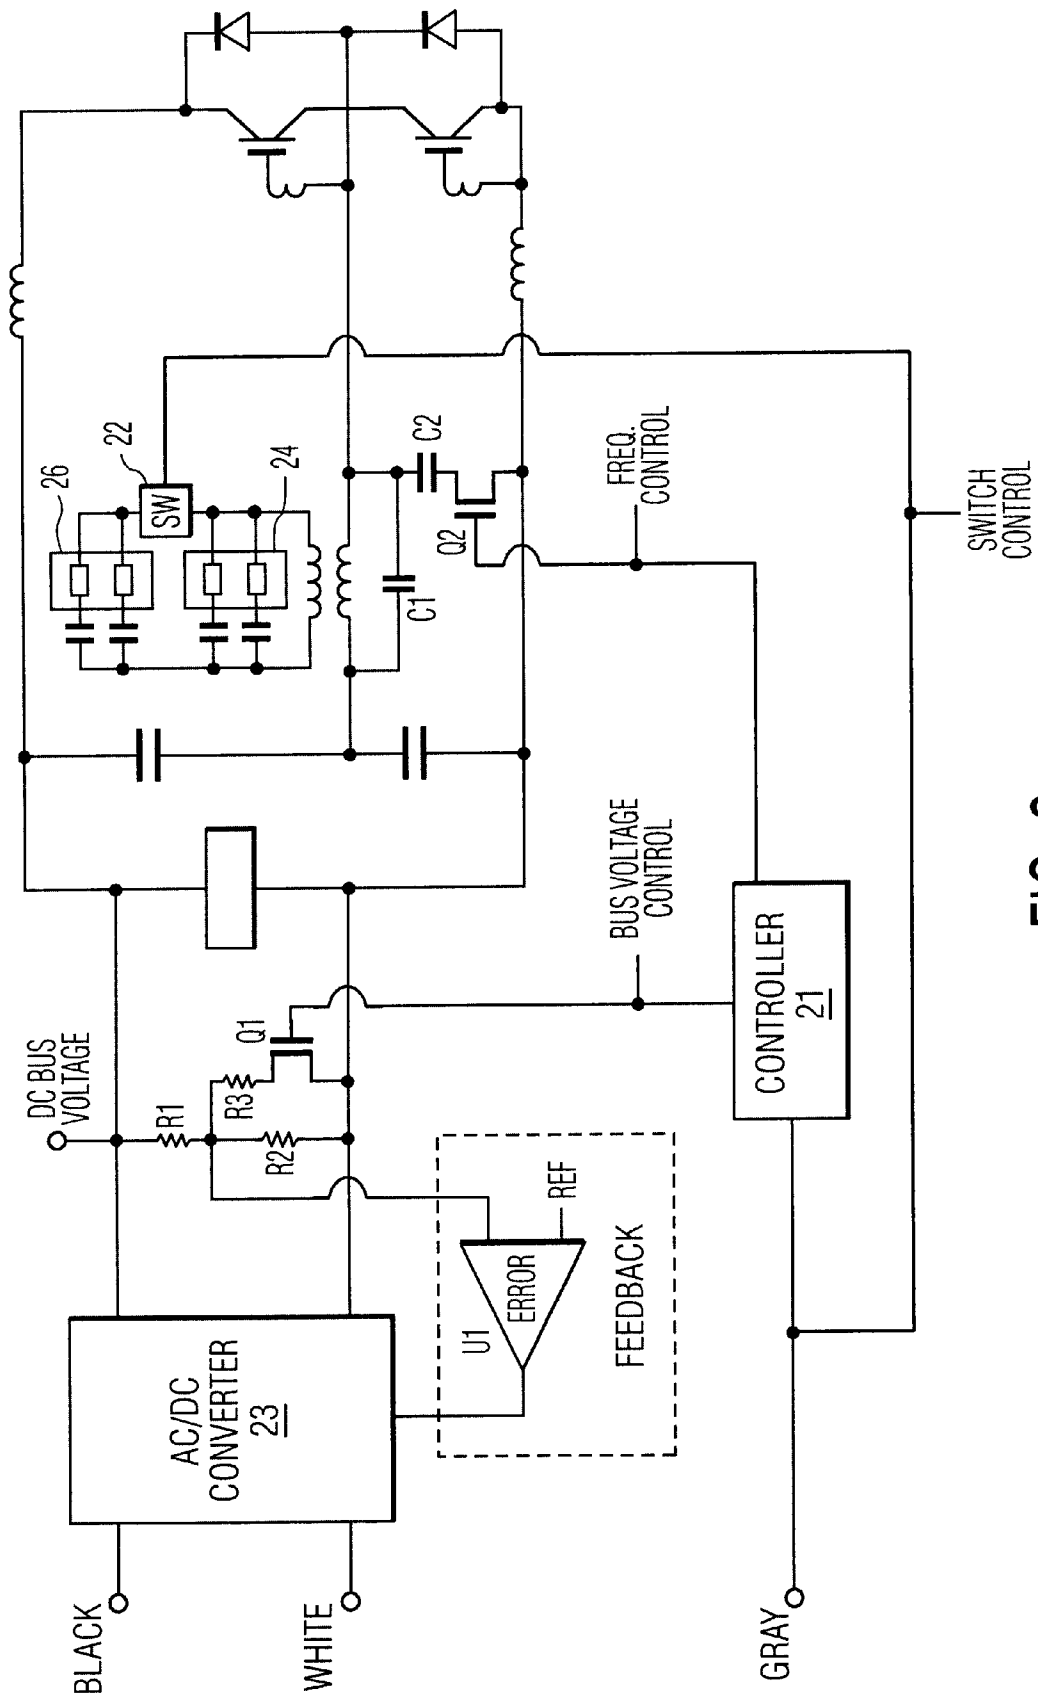 BLACK
WHITE
GRAY
AC/DC
CONVERTER
23
DC BUS
VOLTAGE
R1
R2
R3
Q1
U1
ERROR
REF
FEEDBACK
BUS VOLTAGE
CONTROL
CONTROLLER
21
26
22
SW
24
C1
C2
Q2
FREQ.
CONTROL
SWITCH
CONTROL
FIG.